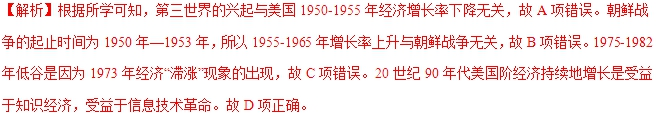 【解析】根据所学可知，第三世界的兴起与美国 1950-1955 年经济增长率下降无关，故 A 项错误。朝鲜战
争的起止时间为 1950 年—1953 年，所以 1955-1965 年增长率上升与朝鲜战争无关，故 B 项错误。1975-1982
年低谷是因为 1973 年经济“滞涨”现象的出现，故 C 项错误。20 世纪 90 年代美国阶经济持续地增长是受益
于知识经济，受益于信息技术革命。故 D 项正确。